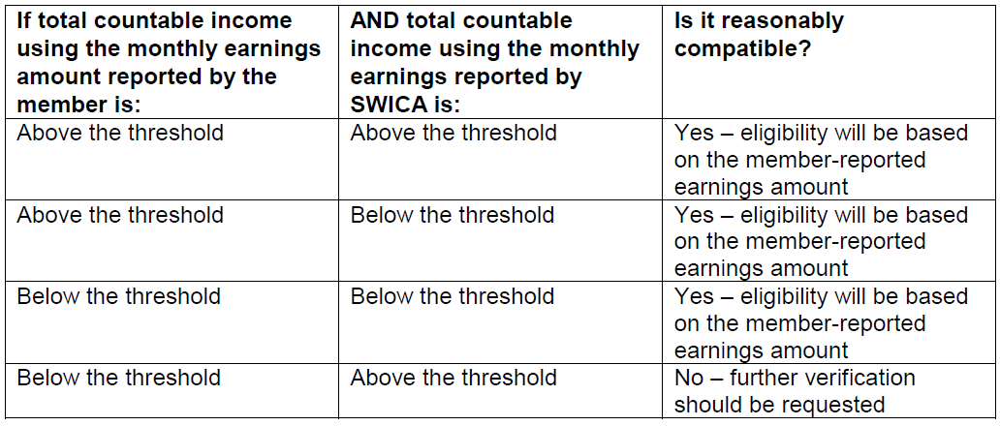 If total countable income
using the monthly earnings
amount reported by the
member is:
AND total countable
income using the monthly
earnings reported by
SWICA is:
Is it reasonably
compatible?
Above the threshold
Above the threshold
Yes – eligibility will be based
on the member-reported
earnings amount
Above the threshold
Below the threshold
Yes – eligibility will be based
on the member-reported
earnings amount
Below the threshold
Below the threshold
Yes – eligibility will be based
on the member-reported
earnings amount
Below the threshold
Above the threshold
No – further verification
should be requested